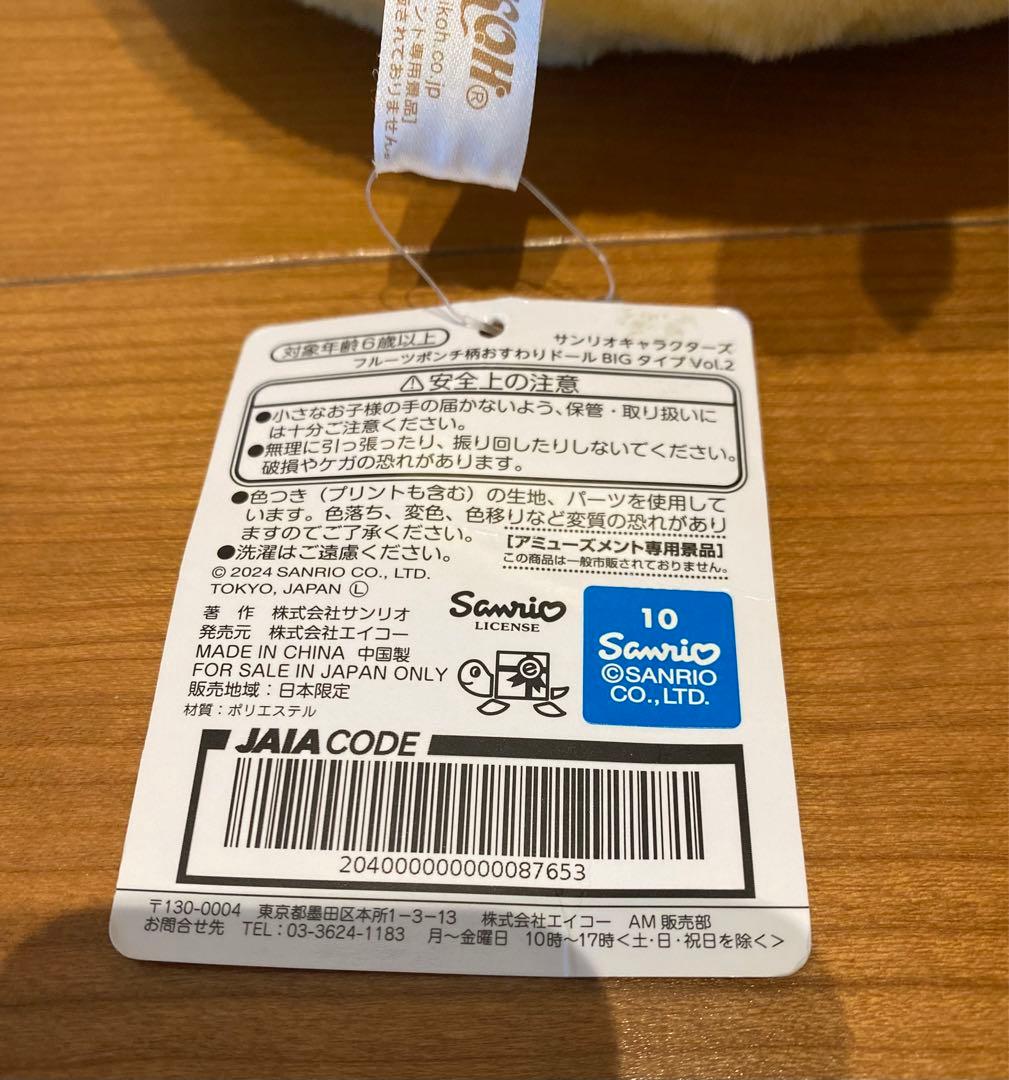 koh.co.jp
®
対象年齢6歳以上
サンリオキャラクターズ
フルーツポンチ柄おすわりドール BIG タイプ Vol.2
⚠安全上の注意
●小さなお子様の手の届かないよう、保管・取り扱いに
は十分ご注意ください。
●無理に引っ張ったり、振り回したりしないてください。
破損やケガの恐れがあります。
●色つき（プリントも含む）の生地、パーツを使用して
います。色落ち、変色、色移りなど変質の恐れがあり
ますのでご了承ください。
●洗濯はご遠慮ください。
[アミューズメント専用景品]
この商品は一般市販されておりません。
© 2024 SANRIO CO., LTD.
TOKYO, JAPAN Ⓛ
著 作 株式会社サンリオ
発売元 株式会社エイコー
MADE IN CHINA 中国製
FOR SALE IN JAPAN ONLY
販売地域：日本限定
材質：ポリエステル
Sanrio
LICENSE
e
10
Sanrio
©SANRIO
CO.,LTD.
JAIA CODE
2040000000000087653
〒130-0004 東京都墨田区本所1-3-13 株式会社エイコー AM 販売部
お問合せ先 TEL：03-3624-1183 月～金曜日 10時～17時<土・日・祝日を除く>